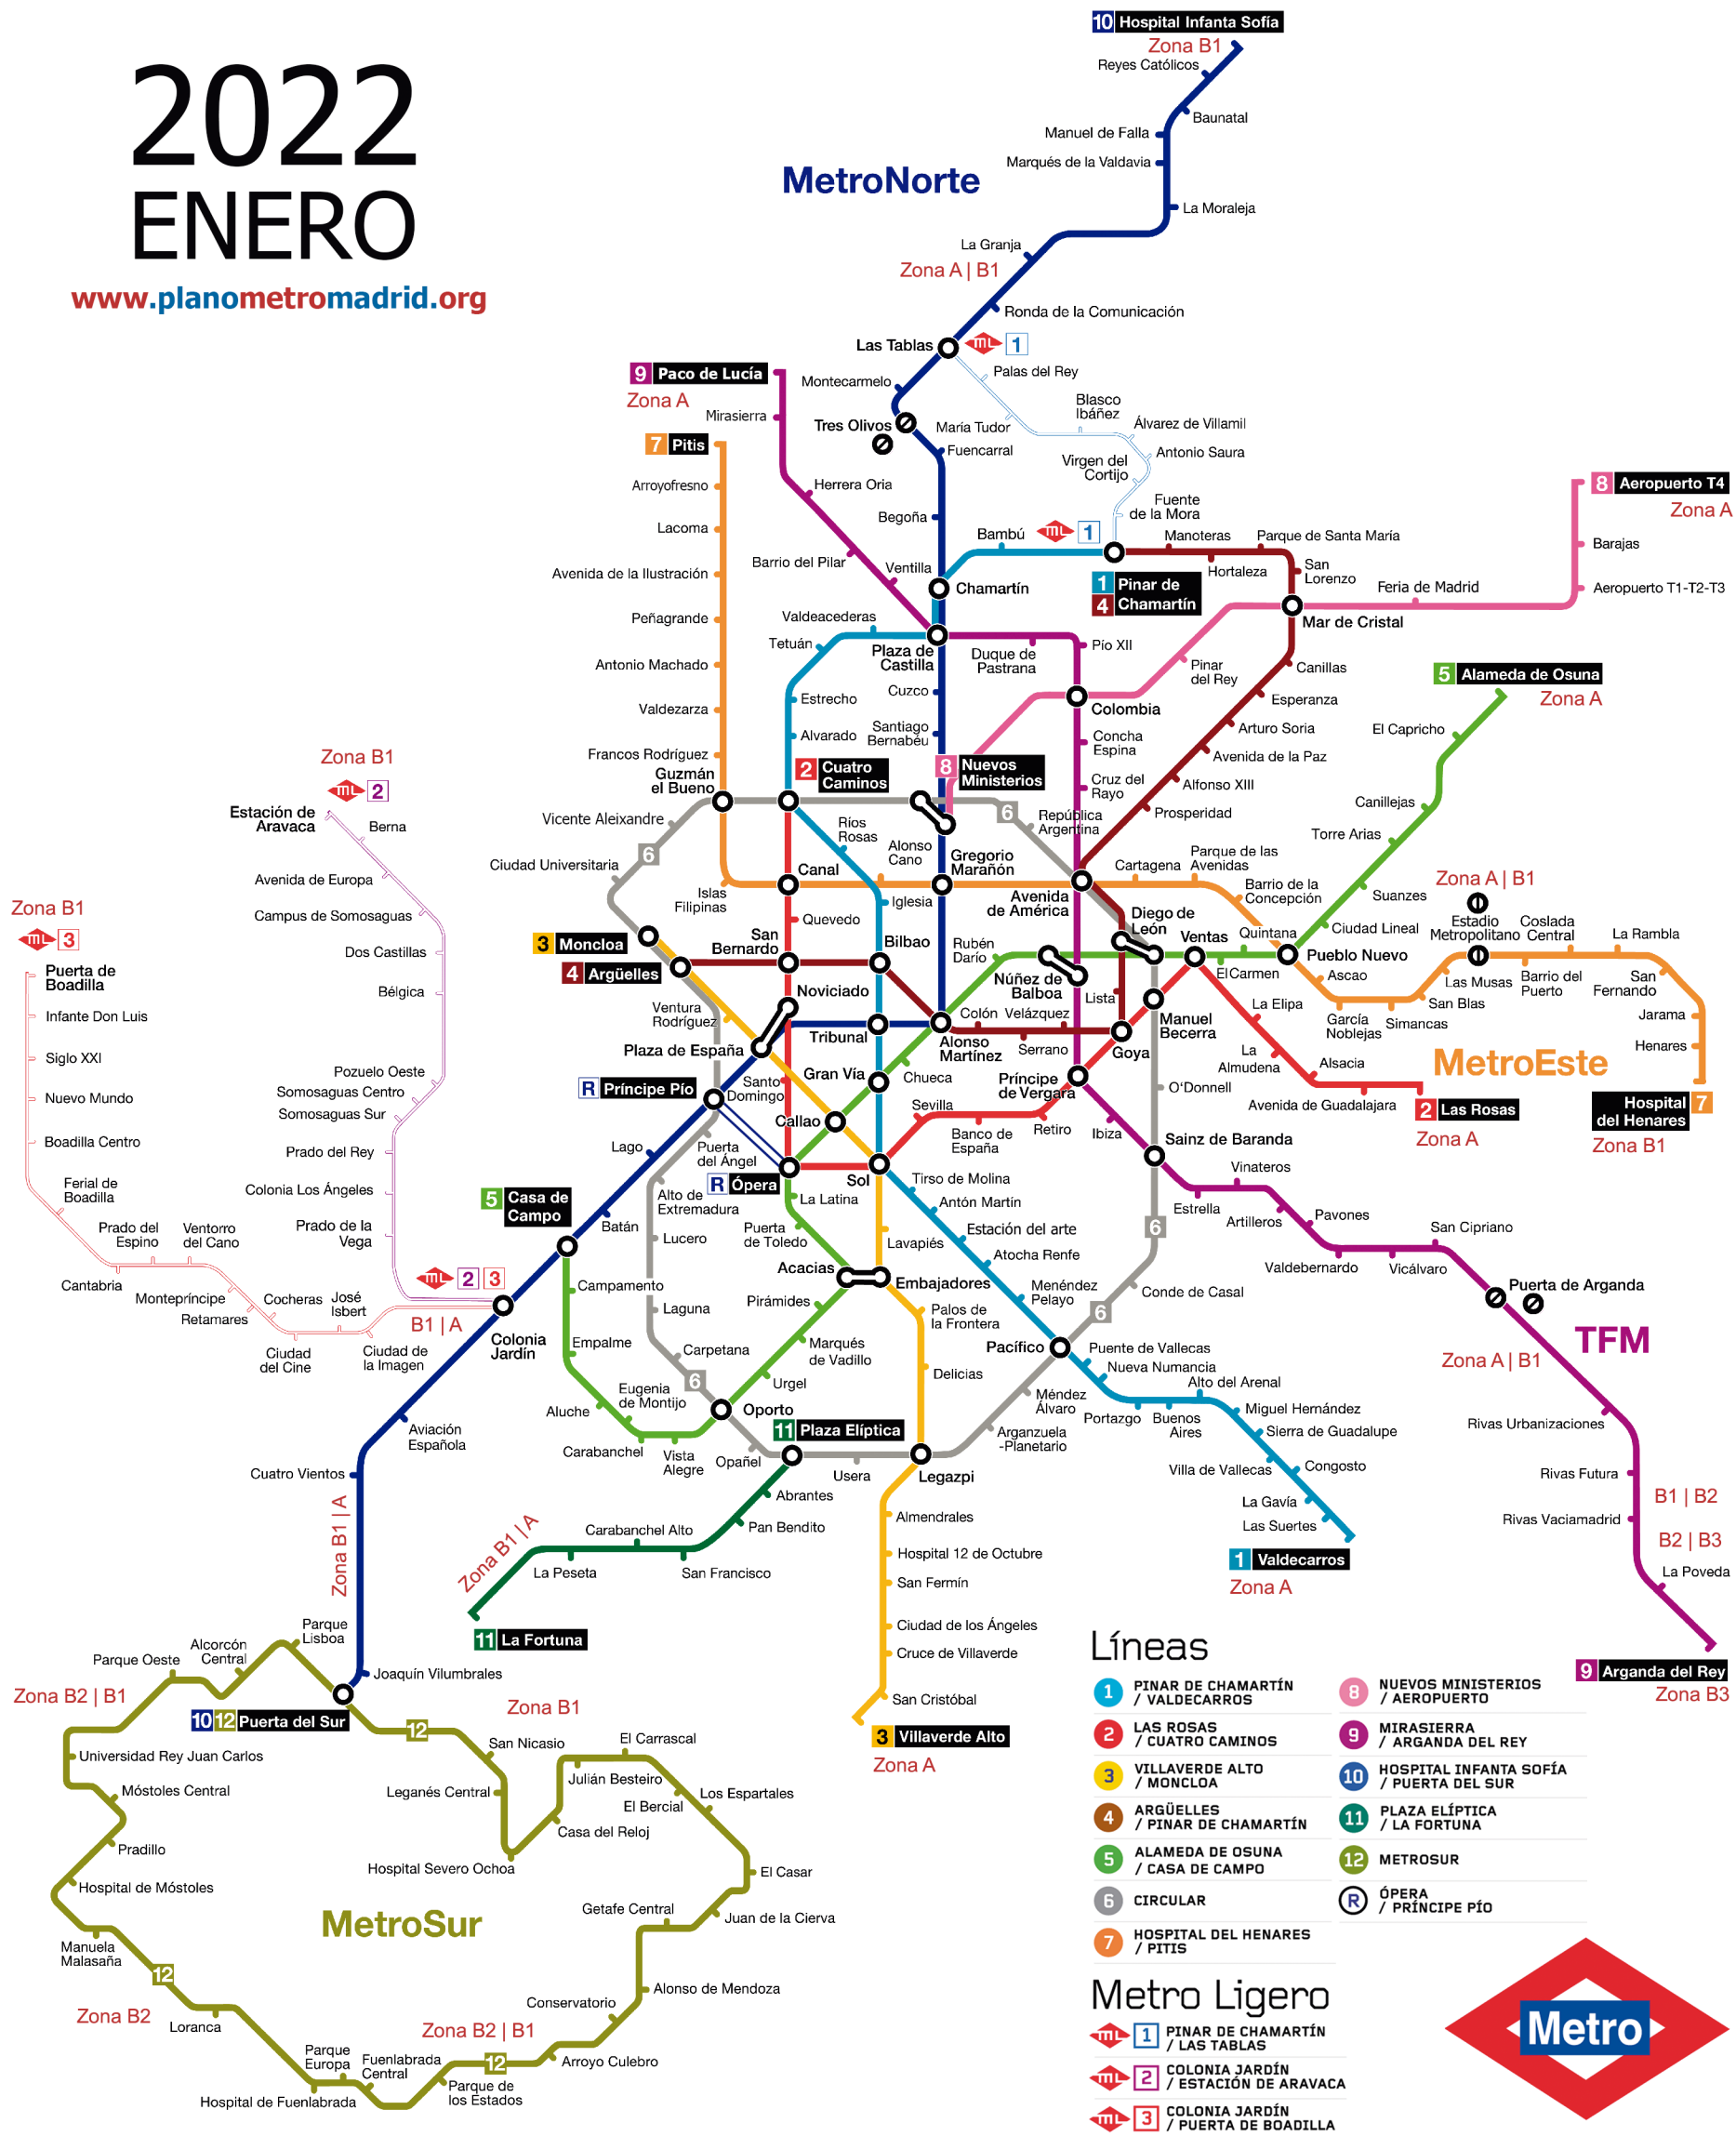 2022
ENERO
www.planometromadrid.org
10 Hospital Infanta Sofía
Zona B1
Reyes Católicos
Baunatal
Manuel de Falla
Marqués de la Valdavia
MetroNorte
La Moraleja
La Granja
Zona A | B1
Ronda de la Comunicación
Las Tablas
ML 1
Palas del Rey
9 Paco de Lucía
Zona A
Montecarmelo
Mirasierra
Blasco
Ibáñez
Tres Olivos
María Tudor
Álvarez de Villamil
7 Pitis
Fuencarral
Antonio Saura
Virgen del
Cortijo
Arroyofresno
Herrera Oria
8 Aeropuerto T4
Zona A
Fuente
de la Mora
Lacoma
Begoña
Bambú
ML 1
Manoteras
Parque de Santa María
Barajas
Avenida de la Ilustración
Barrio del Pilar
Ventilla
Hortaleza
San
Lorenzo
Chamartín
1 Pinar de
4 Chamartín
Feria de Madrid
Aeropuerto T1-T2-T3
Peñagrande
Valdeacederas
Mar de Cristal
Tetuán
Plaza de
Castilla
Duque de
Pastrana
Pío XII
Antonio Machado
Pinar
del Rey
Canillas
5 Alameda de Osuna
Zona A
Cuzco
Estrecho
Esperanza
Valdezarza
Colombia
Santiago
Bernabéu
Alvarado
Concha
Espina
Arturo Soria
El Capricho
Francos Rodríguez
Avenida de la Paz
Zona B1
ML 2
Guzmán
el Bueno
2 Cuatro
Caminos
8 Nuevos
Ministerios
Cruz del
Rayo
Alfonso XIII
Canillejas
Estación de
Aravaca
Berna
Vicente Aleixandre
Ríos
Rosas
6
República
Argentina
Prosperidad
Torre Arias
6
Alonso
Cano
Ciudad Universitaria
Canal
Gregorio
Marañón
Cartagena
Parque de las
Avenidas
Avenida de Europa
Islas
Filipinas
Iglesia
Avenida
de América
Barrio de la
Concepción
Suanzes
Zona A | B1
Zona B1
ML 3
Campus de Somosaguas
Quevedo
Diego de
León
Ciudad Lineal
Estadio
Metropolitano
Coslada
Central
La Rambla
3 Moncloa
San
Bernardo
Bilbao
Rubén
Darío
Ventas
Quintana
Dos Castillas
4 Argüelles
Pueblo Nuevo
Puerta de
Boadilla
Núñez de
Balboa
El Carmen
Ascao
Las Musas
Barrio del
Puerto
San
Fernando
Bélgica
Noviciado
Lista
La Elipa
San Blas
Infante Don Luis
Ventura
Rodríguez
Colón
Velázquez
Manuel
Becerra
García
Noblejas
Simancas
Jarama
Tribunal
Alonso
Martínez
Serrano
Goya
Henares
Plaza de España
Siglo XXI
La
Almudena
Alsacia
MetroEste
Pozuelo Oeste
Gran Vía
Chueca
Príncipe
de Vergara
O'Donnell
R Príncipe Pío
Santo
Domingo
Somosaguas Centro
Nuevo Mundo
Somosaguas Sur
Callao
Sevilla
Avenida de Guadalajara
2 Las Rosas
Zona A
Hospital 7
del Henares
Zona B1
Banco de
España
Retiro
Ibiza
Sainz de Baranda
Boadilla Centro
Prado del Rey
Lago
Puerta
del Ángel
R Ópera
Sol
Vinateros
Tirso de Molina
Ferial de
Boadilla
Colonia Los Ángeles
5 Casa de
Campo
Alto de
Extremadura
La Latina
Antón Martín
Estrella
Artilleros
Pavones
Prado del
Espino
Ventorro
del Cano
Prado de la
Vega
Batán
Lucero
Puerta
de Toledo
Lavapiés
Estación del arte
6
San Cipriano
Atocha Renfe
Valdebernardo
Vicálvaro
Cantabria
ML 2 3
Campamento
Acacias
Embajadores
Menéndez
Pelayo
Conde de Casal
Puerta de Arganda
Montepríncipe
Cocheras
José
Isbert
Retamares
B1 | A
Laguna
Pirámides
Palos de
la Frontera
6
TFM
Colonia
Jardín
Empalme
Marqués
de Vadillo
Pacífico
Puente de Vallecas
Zona A | B1
Ciudad
del Cine
Ciudad de
la Imagen
Carpetana
Nueva Numancia
Urgel
Delicias
Alto del Arenal
6
Eugenia
de Montijo
Méndez
Álvaro
Aluche
Oporto
Portazgo
Buenos
Aires
Miguel Hernández
Rivas Urbanizaciones
Aviación
Española
11 Plaza Elíptica
Arganzuela
-Planetario
Sierra de Guadalupe
Carabanchel
Vista
Alegre
Opañel
Usera
Legazpi
Villa de Vallecas
Congosto
Cuatro Vientos
Rivas Futura
Abrantes
La Gavía
B1 | B2
Zona B1 | A
Almendrales
Las Suertes
Rivas Vaciamadrid
Carabanchel Alto
Pan Bendito
B2 | B3
Zona B1 | A
Hospital 12 de Octubre
1 Valdecarros
Zona A
La Peseta
San Francisco
San Fermín
La Poveda
11 La Fortuna
Ciudad de los Ángeles
Cruce de Villaverde
Parque
Lisboa
Alcorcón
Central
Parque Oeste
Joaquín Vilumbrales
9 Arganda del Rey
Zona B3
Zona B2 | B1
San Cristóbal
10 12 Puerta del Sur
Zona B1
12
3 Villaverde Alto
Zona A
San Nicasio
El Carrascal
Universidad Rey Juan Carlos
Julián Besteiro
Móstoles Central
Leganés Central
El Bercial
Los Espartales
Casa del Reloj
Pradillo
Hospital Severo Ochoa
El Casar
Hospital de Móstoles
Getafe Central
Juan de la Cierva
MetroSur
Manuela
Malasaña
12
Alonso de Mendoza
Conservatorio
Zona B2
Loranca
Zona B2 | B1
Parque
Europa
Fuenlabrada
Central
12
Arroyo Culebro
Hospital de Fuenlabrada
Parque de
los Estados
Líneas
1 PINAR DE CHAMARTÍN
/ VALDECARROS
2 LAS ROSAS
/ CUATRO CAMINOS
3 VILLAVERDE ALTO
/ MONCLOA
4 ARGÜELLES
/ PINAR DE CHAMARTÍN
5 ALAMEDA DE OSUNA
/ CASA DE CAMPO
6 CIRCULAR
7 HOSPITAL DEL HENARES
/ PITIS
8 NUEVOS MINISTERIOS
/ AEROPUERTO
9 MIRASIERRA
/ ARGANDA DEL REY
10 HOSPITAL INFANTA SOFÍA
/ PUERTA DEL SUR
11 PLAZA ELÍPTICA
/ LA FORTUNA
12 METROSUR
R ÓPERA
/ PRÍNCIPE PÍO
Metro Ligero
ML 1 PINAR DE CHAMARTÍN
/ LAS TABLAS
ML 2 COLONIA JARDÍN
/ ESTACIÓN DE ARAVACA
ML 3 COLONIA JARDÍN
/ PUERTA DE BOADILLA
Metro